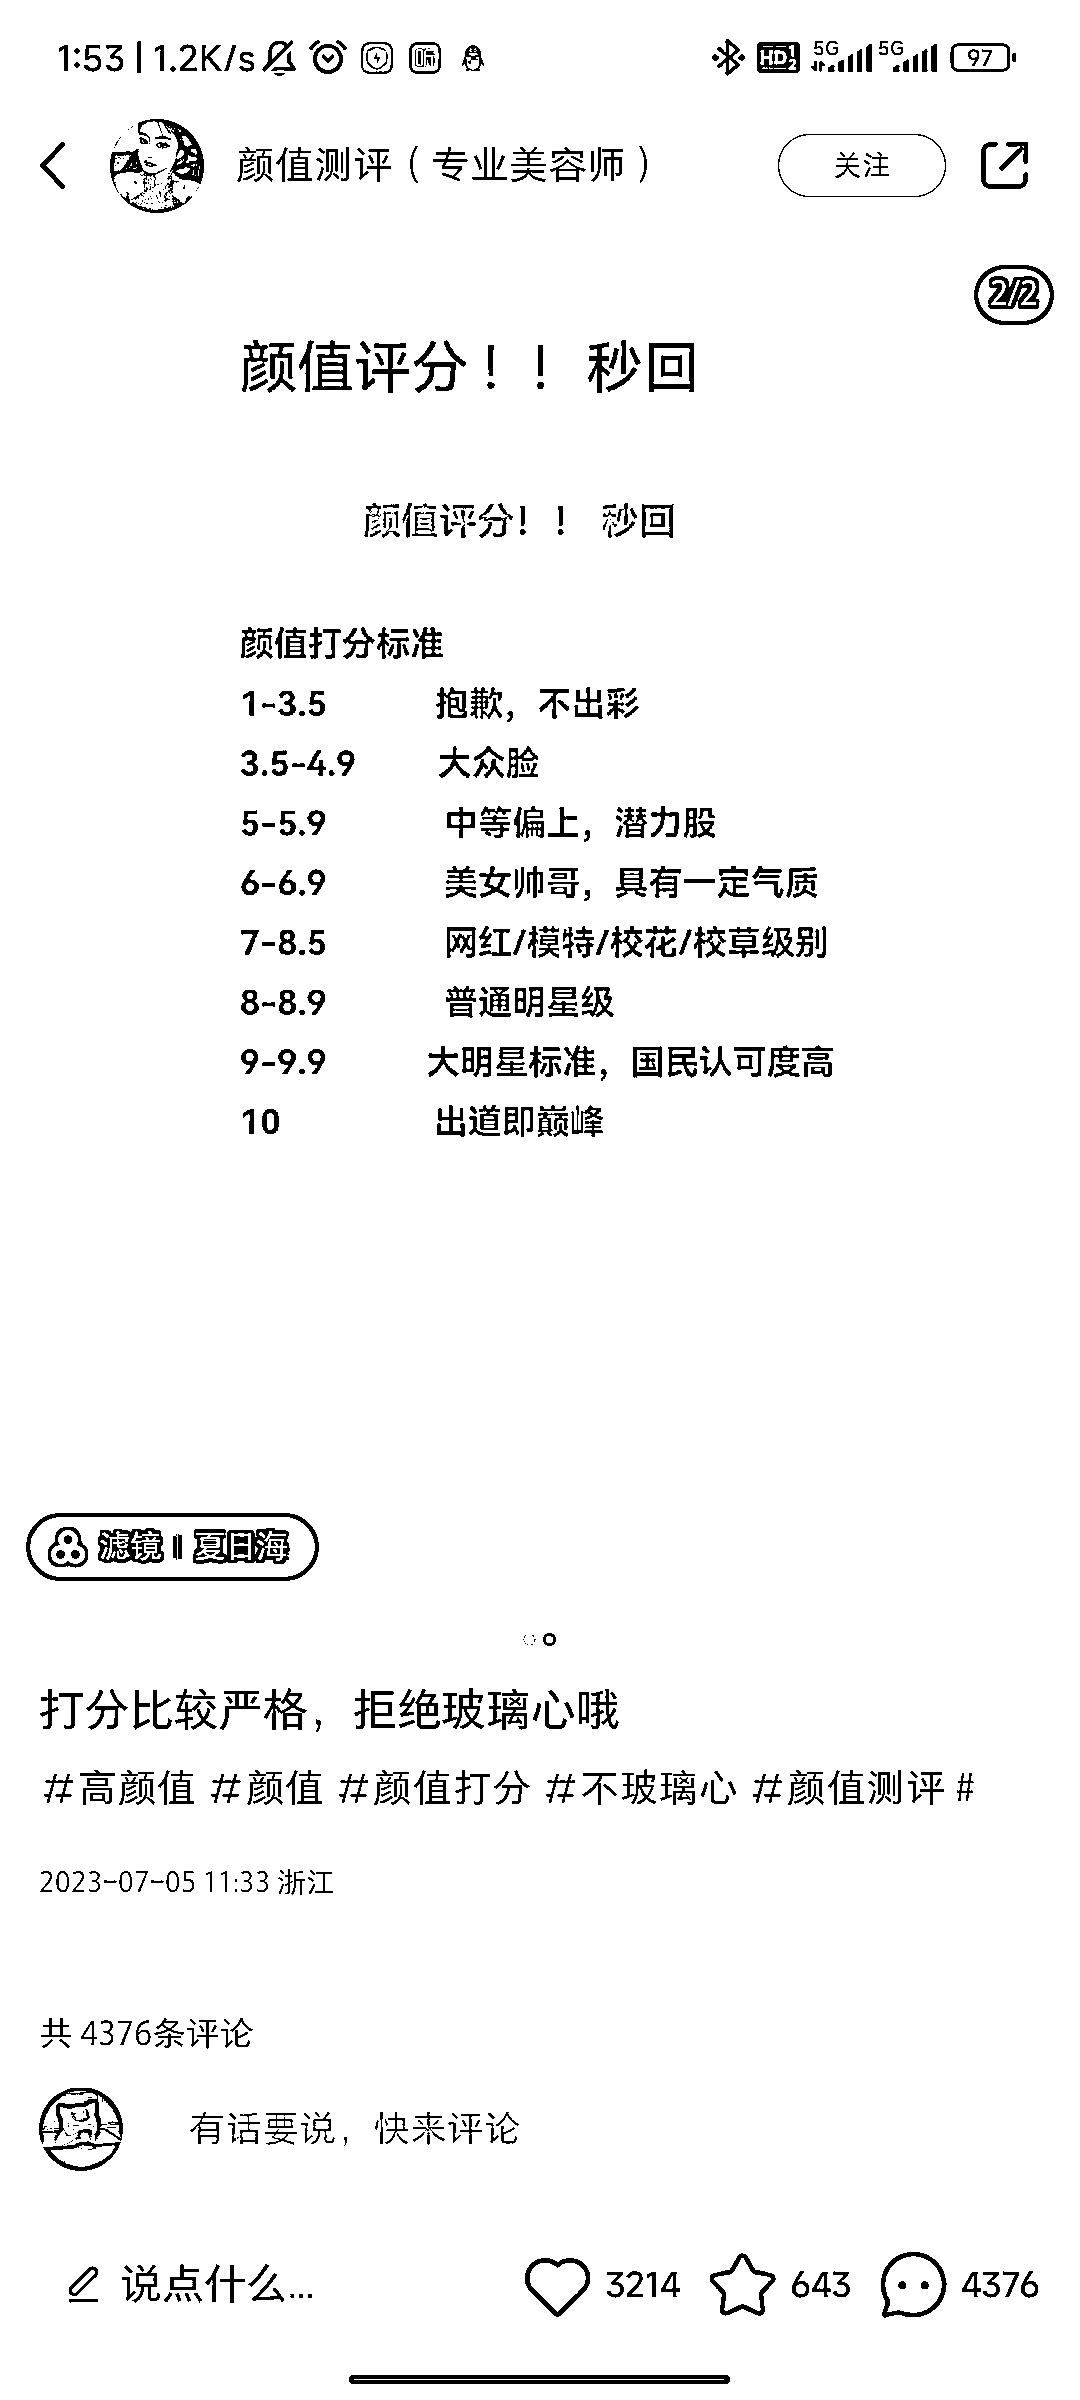 1:53 | 1.2K/s HD 1 2 5G 5G 97
颜值测评（专业美容师） 关注
2/2
颜值评分！！ 秒回
颜值评分！！ 秒回
颜值打分标准
1-3.5 抱歉，不出彩
3.5-4.9 大众脸
5-5.9 中等偏上，潜力股
6-6.9 美女帅哥，具有一定气质
7-8.5 网红/模特/校花/校草级别
8-8.9 普通明星级
9-9.9 大明星标准，国民认可度高
10 出道即巅峰
滤镜 | 夏日海
打分比较严格，拒绝玻璃心哦
#高颜值 #颜值 #颜值打分 #不玻璃心 #颜值测评 #
2023-07-05 11:33 浙江
共 4376条评论
有话要说，快来评论
说点什么... 3214 643 4376